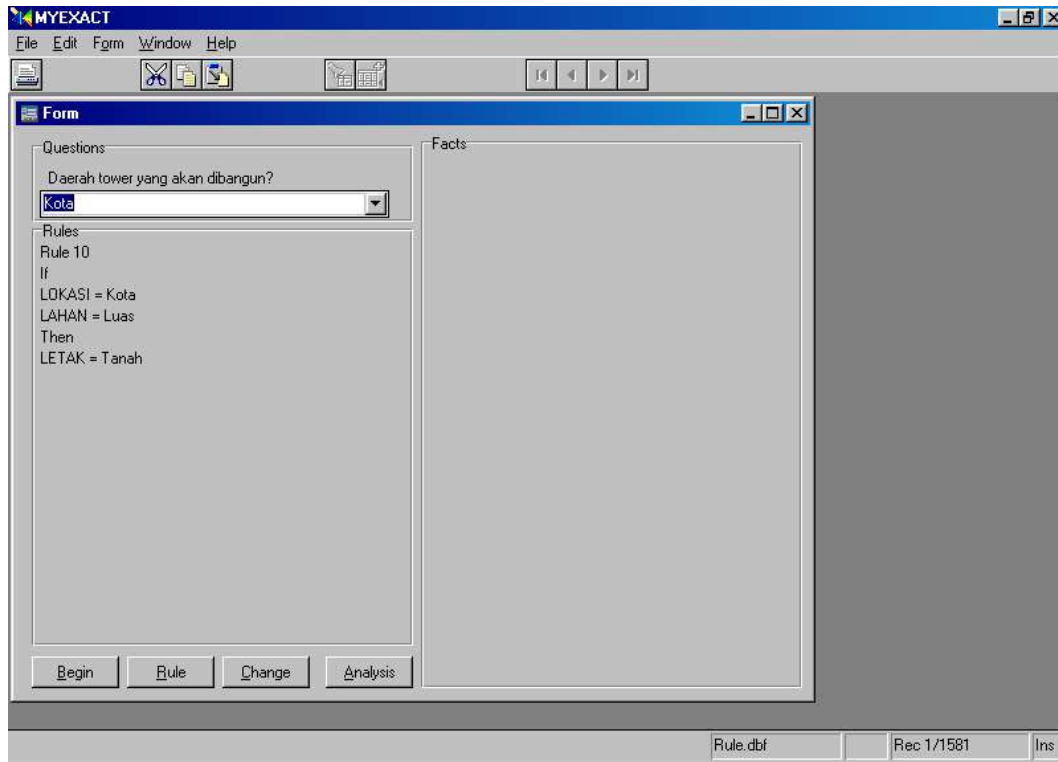 MYEXACT
File Edit Form Window Help
Form
Questions
Daerah tower yang akan dibangun?
Kota
Rules
Rule 10
If
LOKASI = Kota
LAHAN = Luas
Then
LETAK = Tanah
Begin Rule Change Analysis
Facts
Rule.dbf Rec 1/1581 Ins